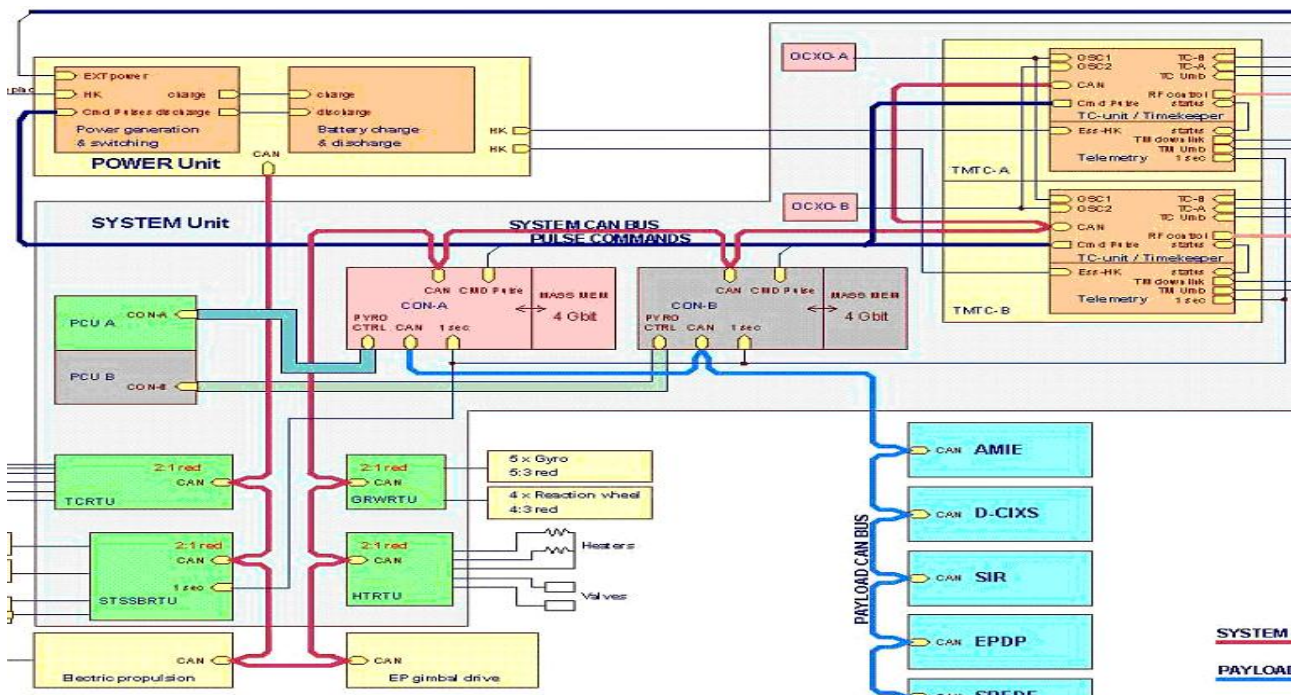 EXT power
HK
Cmd Pulses
charge
discharge
Power generation
& switching
charge
discharge
Battery charge
& discharge
POWER Unit
CAN
HK
HK
OCXO-A
OSC1
OSC2
CAN
Cmd Pulse
TC-B
TC-A
TC Umb
RF control
states
TC-unit / Timekeeper
Ess-HK
states
TM down link
TM Umb
1 sec
Telemetry
TMTC-A
OCXO-B
OSC1
OSC2
CAN
Cmd Pulse
TC-B
TC-A
TC Umb
RF control
states
TC-unit / Timekeeper
Ess-HK
states
TM down link
TM Umb
1 sec
Telemetry
TMTC-B
SYSTEM Unit
SYSTEM CAN BUS
PULSE COMMANDS
CAN
CMD Pulse
CON-A
PYRO
CTRL
CAN
1 sec
MASS MEM
4 Gbit
CAN
CMD Pulse
CON-B
PYRO
CTRL
CAN
1 sec
MASS MEM
4 Gbit
PCU A
CON-A
PCU B
CON-B
2:1 red
CAN
TCRTU
2:1 red
CAN
GRWRTU
5 x Gyro
5:3 red
4 x Reaction wheel
4:3 red
2:1 red
CAN
1 sec
STSSBRTU
2:1 red
CAN
HTRTU
Heaters
Valves
CAN
Electric propulsion
CAN
EP gimbal drive
PAYLOAD CAN BUS
CAN AMIE
CAN D-CIXS
CAN SIR
CAN EPDP
SYSTEM
PAYLOAD